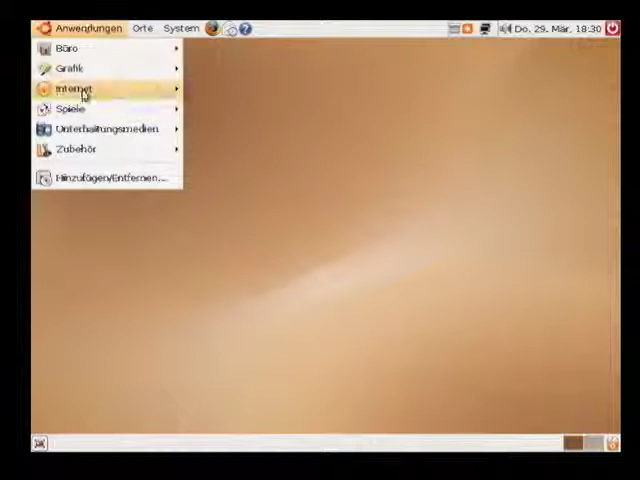 Anwendungen Orte System Do. 29. Mär, 18:30
Büro
Grafik
Internet
Spiele
Unterhaltungsmedien
Zubehör
Hinzufügen/Entfernen...